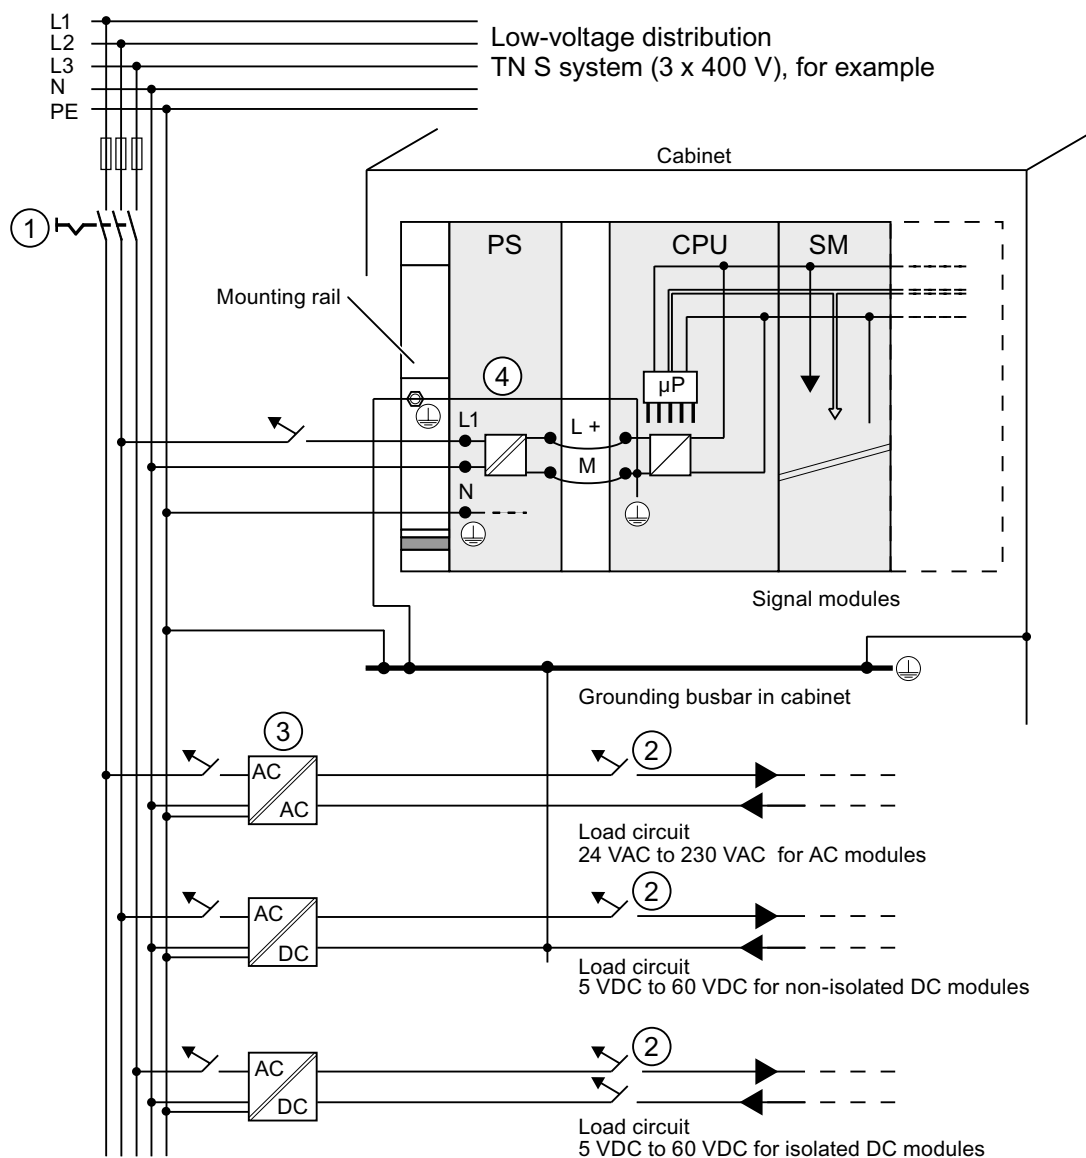 L1
L2
L3
N
PE
Low-voltage distribution
TN S system (3 x 400 V), for example
Cabinet
1
PS
CPU
SM
Mounting rail
4
µP
L1
L +
M
N
Signal modules
Grounding busbar in cabinet
3
2
AC
AC
Load circuit
24 VAC to 230 VAC for AC modules
2
AC
DC
Load circuit
5 VDC to 60 VDC for non-isolated DC modules
2
AC
DC
Load circuit
5 VDC to 60 VDC for isolated DC modules